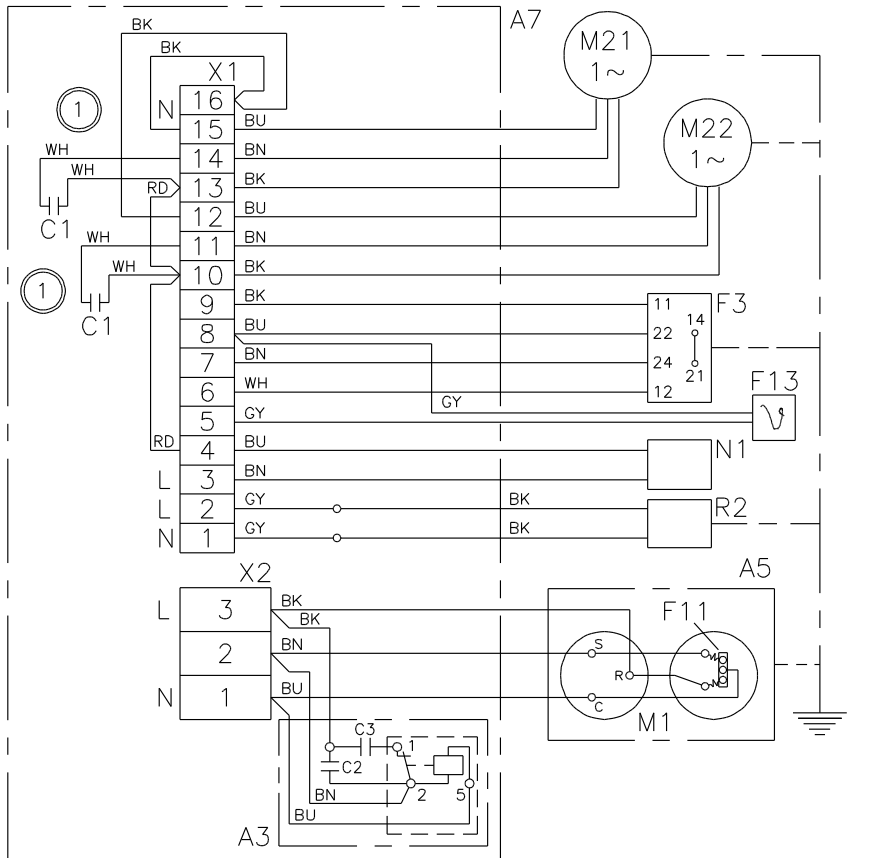 BK
A7
BK
M21
1~
X1
1
16
N
15
BU
M22
1~
WH
14
BN
WH
RD
13
BK
C1
12
BU
WH
11
BN
WH
10
BK
1
C1
9
BK
11
F3
8
BU
22
14
7
BN
24
21
6
WH
12
F13
GY
5
GY
ϑ
RD
4
BU
N1
L
3
BN
L
2
GY
BK
R2
N
1
GY
BK
X2
A5
L
3
BK
F11
BK
2
BN
S
R
N
1
BU
C
M1
C3
1
C2
BN
2
5
BU
A3